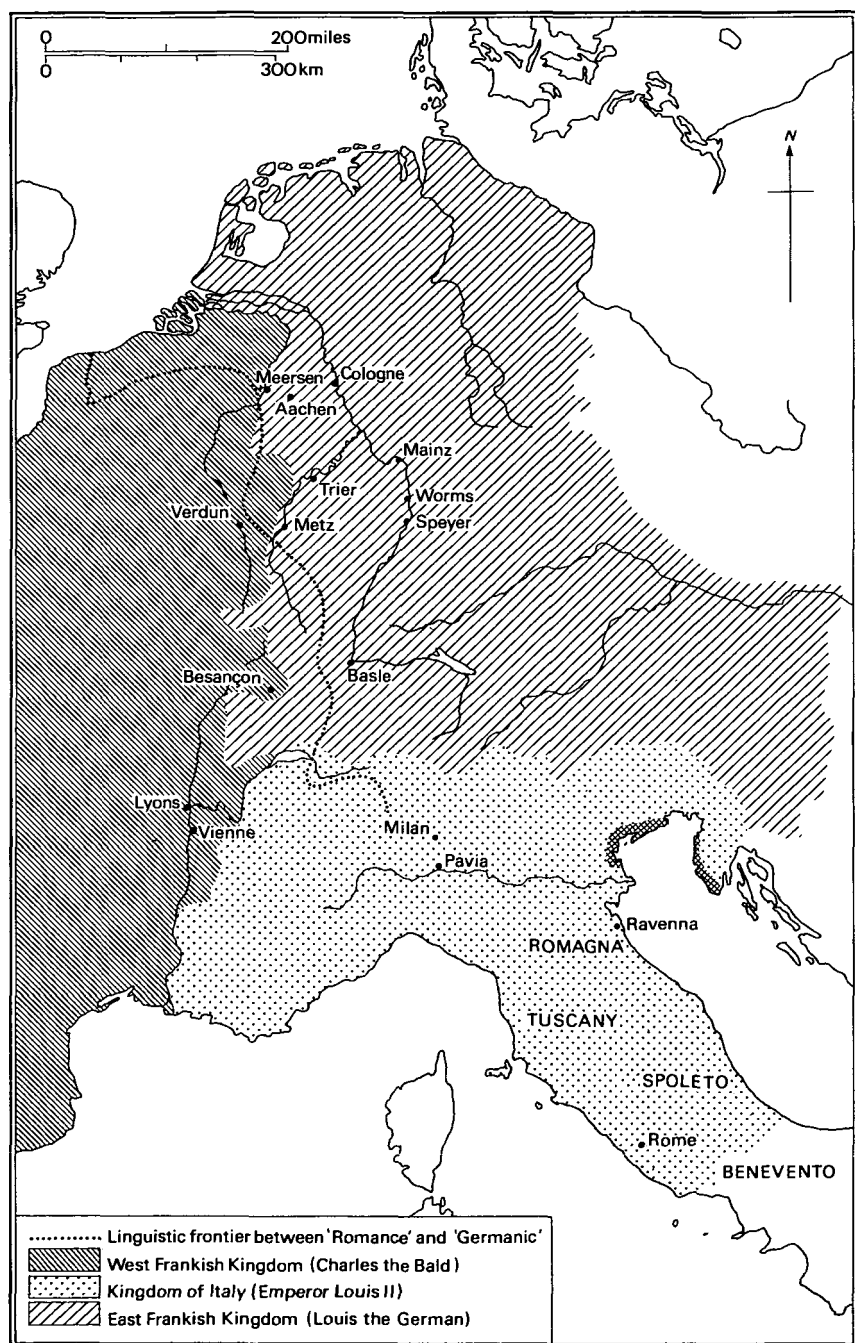 0 200miles
0 300km
N
Meersen
Cologne
Aachen
Mainz
Trier
Worms
Verdun
Metz
Speyer
Besançon
Basle
Lyons
Milan
Vienne
Pavia
Ravenna
ROMAGNA
TUSCANY
SPOLETO
Rome
BENEVENTO
Linguistic frontier between 'Romance' and 'Germanic'
West Frankish Kingdom (Charles the Bald)
Kingdom of Italy (Emperor Louis II)
East Frankish Kingdom (Louis the German)